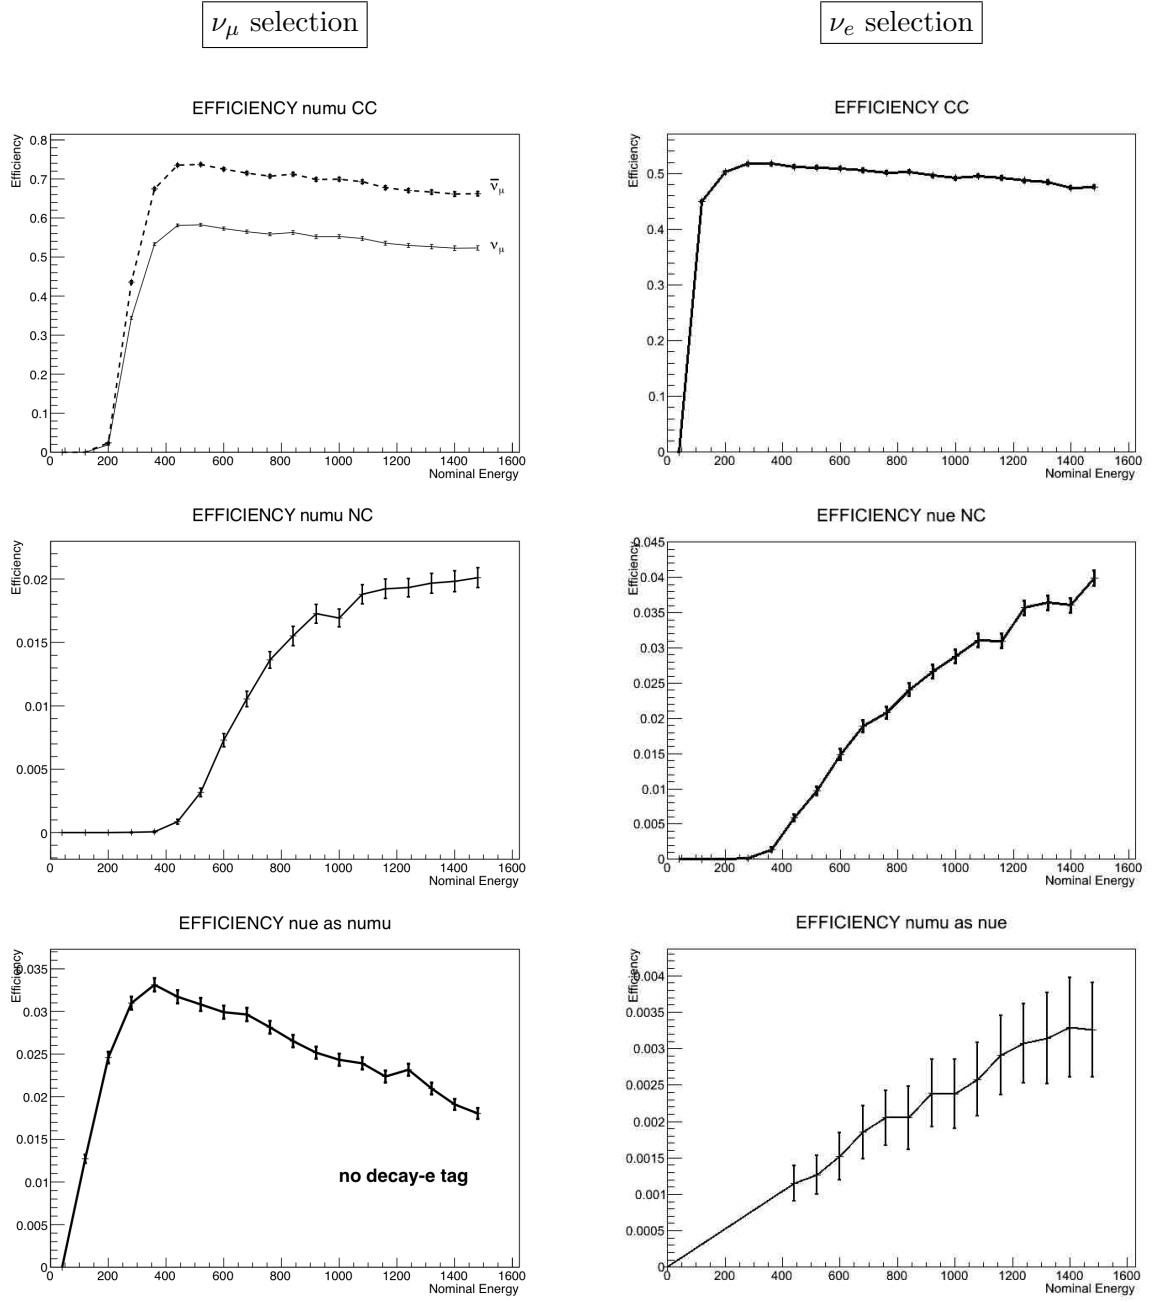 ν_μ selection
ν_e selection
EFFICIENCY numu CC
Efficiency
0.8
0.7
0.6
0.5
0.4
0.3
0.2
0.1
0
ν̅_μ
ν_μ
0 200 400 600 800 1000 1200 1400 1600
Nominal Energy
EFFICIENCY CC
Efficiency
0.5
0.4
0.3
0.2
0.1
0
0 200 400 600 800 1000 1200 1400 1600
Nominal Energy
EFFICIENCY numu NC
Efficiency
0.02
0.015
0.01
0.005
0
0 200 400 600 800 1000 1200 1400 1600
Nominal Energy
EFFICIENCY nue NC
Efficiency
0.045
0.04
0.035
0.03
0.025
0.02
0.015
0.01
0.005
0
0 200 400 600 800 1000 1200 1400 1600
Nominal Energy
EFFICIENCY nue as numu
Efficiency
0.035
0.03
0.025
0.02
0.015
0.01
0.005
0
no decay-e tag
0 200 400 600 800 1000 1200 1400 1600
Nominal Energy
EFFICIENCY numu as nue
Efficiency
0.004
0.0035
0.003
0.0025
0.002
0.0015
0.001
0.0005
0
0 200 400 600 800 1000 1200 1400 1600
Nominal Energy